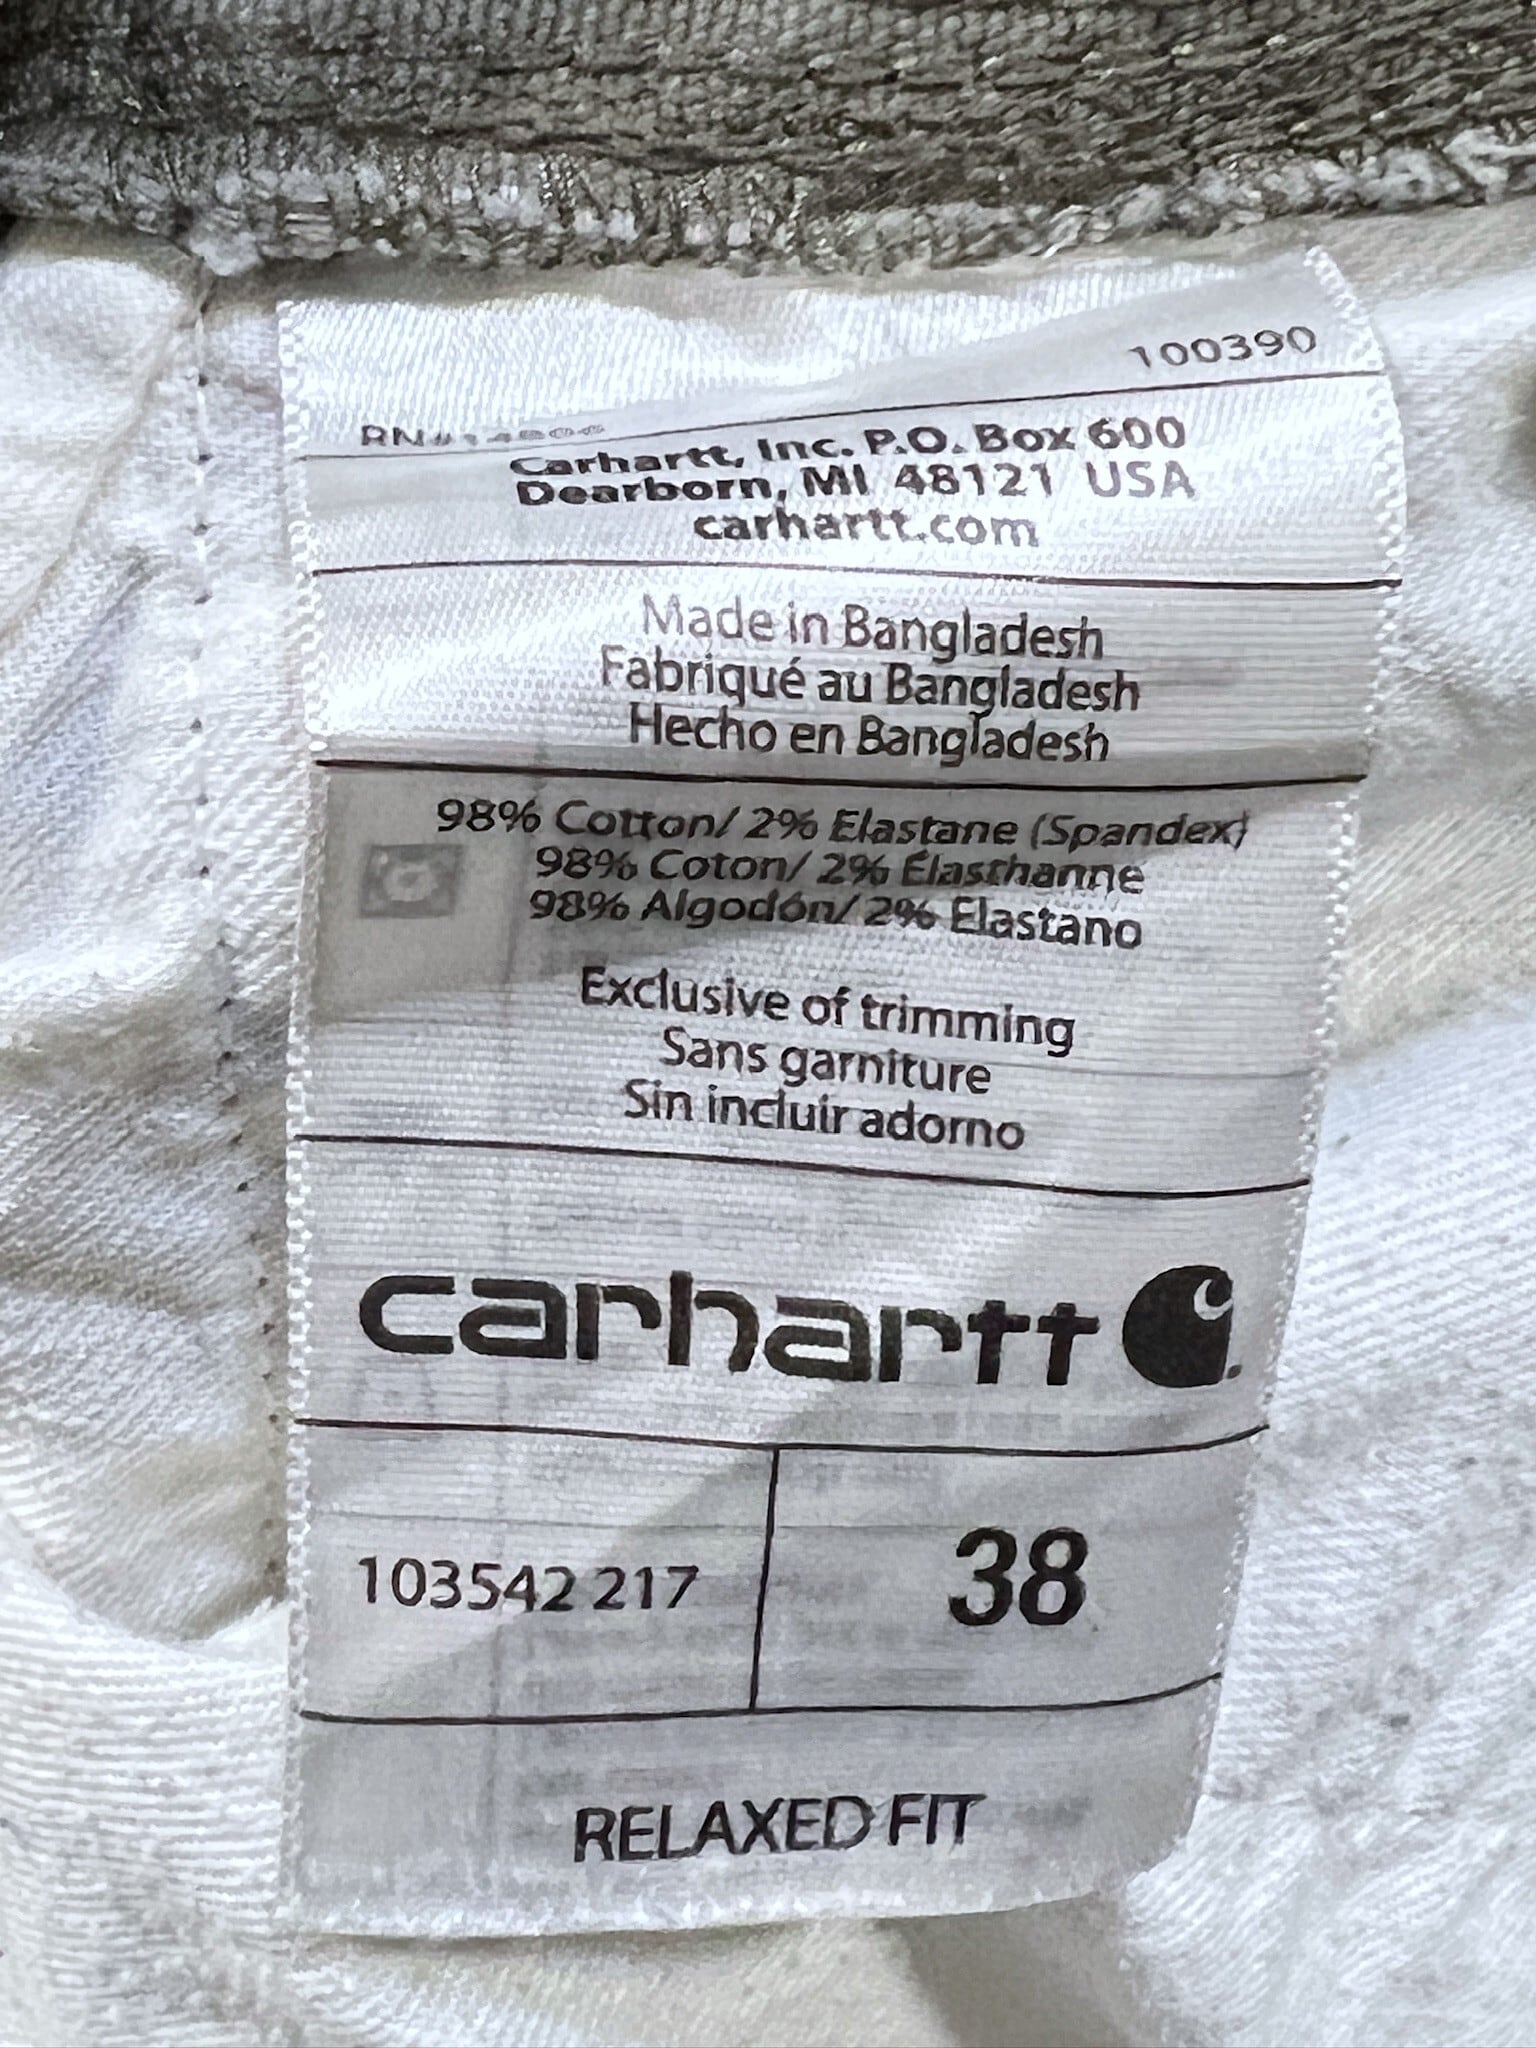 100390
RN#14806
Carhartt, Inc. P.O. Box 600
Dearborn, MI 48121 USA
carhartt.com
Made in Bangladesh
Fabriqué au Bangladesh
Hecho en Bangladesh
98% Cotton/ 2% Elastane (Spandex)
98% Coton/ 2% Élasthanne
98% Algodón/ 2% Elastano
Exclusive of trimming
Sans garniture
Sin incluir adorno
carhartt
103542 217
38
RELAXED FIT